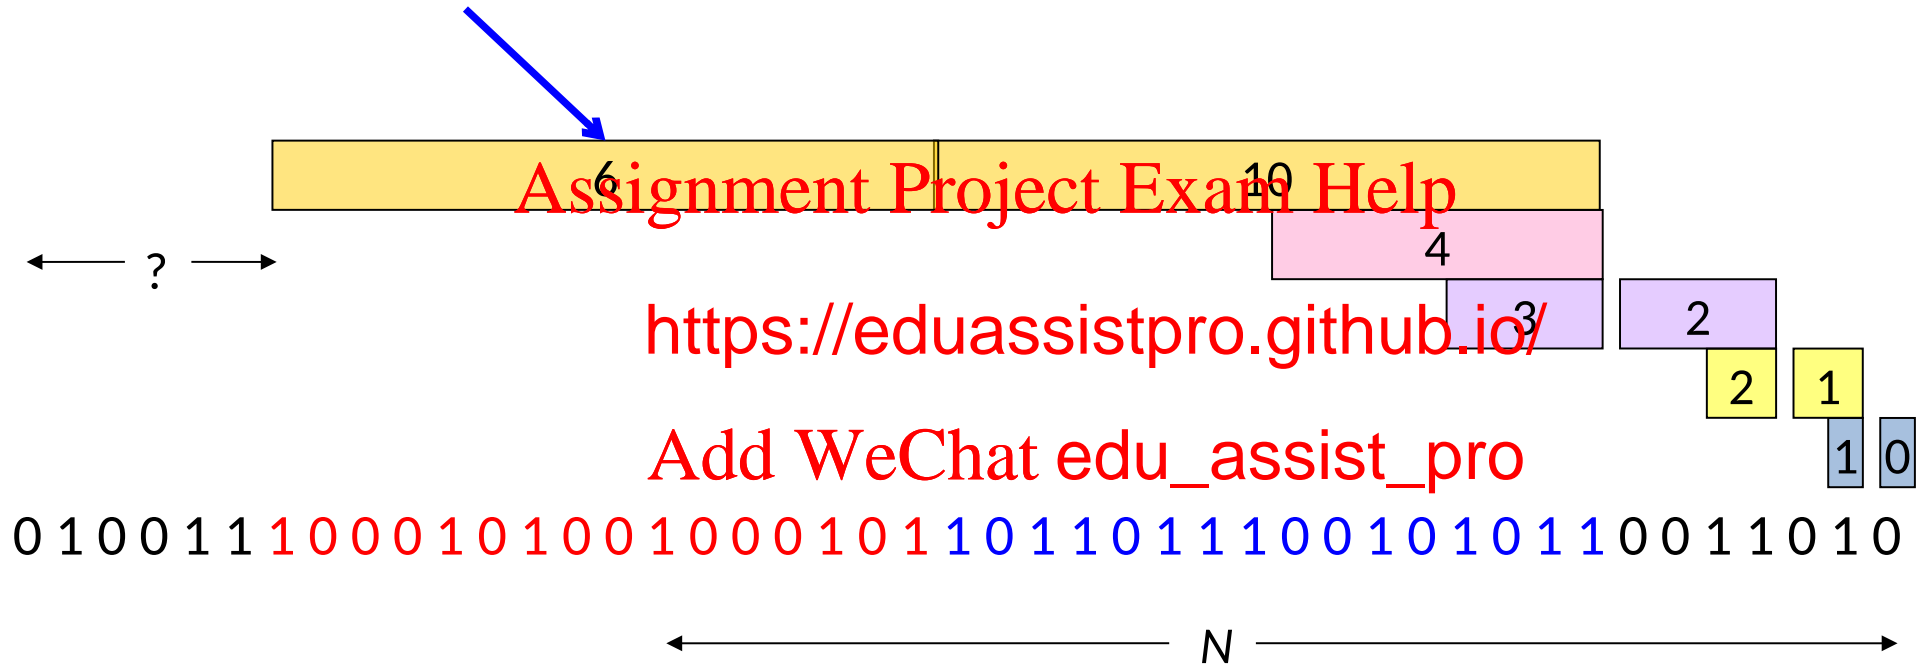 6 10
Assignment Project Exam Help
4
?
3 2
https://eduassistpro.github.io/
2 1
Add WeChat edu_assist_pro
1 0
0 1 0 0 1 1 1 0 0 0 1 0 1 0 0 1 0 0 0 1 0 1 1 0 1 1 0 1 1 1 0 0 1 0 1 0 1 1 0 0 1 1 0 1 0
N